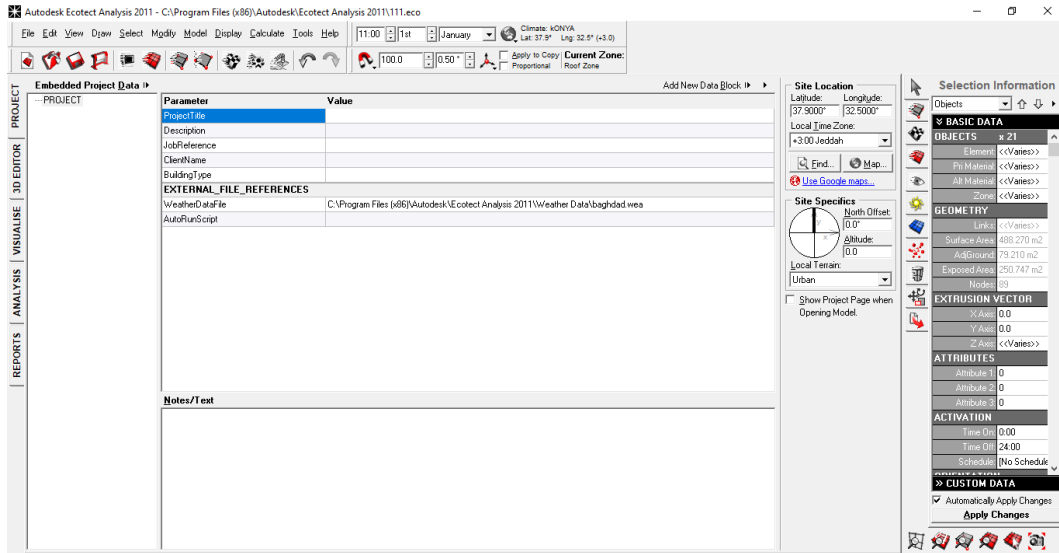 Autodesk Ecotect Analysis 2011 - C:\Program Files (x86)\Autodesk\Ecotect Analysis 2011\111.eco
File Edit View Draw Select Modify Model Display Calculate Tools Help
11:00 1st January
Climate: kONYA
Lat: 37.9° Lng: 32.5° (+3.0)
100.0 0.50°
Apply to Copy
Proportional
Current Zone:
Roof Zone
PROJECT
3D EDITOR
VISUALISE
ANALYSIS
REPORTS
Embedded Project Data
PROJECT
Add New Data Block
Parameter Value
ProjectTitle
Description
JobReference
ClientName
BuildingType
EXTERNAL_FILE_REFERENCES
WeatherDataFile C:\Program Files (x86)\Autodesk\Ecotect Analysis 2011\Weather Data\baghdad.wea
AutoRunScript
Notes/Text
Site Location
Latitude: Longitude:
37.9000° 32.5000°
Local Time Zone:
+3:00 Jeddah
Find... Map...
Use Google maps...
Site Specifics
North Offset:
0.0°
Altitude:
0.0
y
x
Local Terrain:
Urban
Show Project Page when
Opening Model.
Selection Information
Objects
BASIC DATA
OBJECTS x 21
Element <<Varies>>
Pri Material <<Varies>>
Alt Material <<Varies>>
Zone <<Varies>>
GEOMETRY
Links <<Varies>>
Surface Area 488.270 m2
AdjGround 79.210 m2
Exposed Area 250.747 m2
Nodes 89
EXTRUSION VECTOR
X Axis 0.0
Y Axis 0.0
Z Axis <<Varies>>
ATTRIBUTES
Attribute 1 0
Attribute 2 0
Attribute 3 0
ACTIVATION
Time On 0:00
Time Off 24:00
Schedule [No Schedule
CUSTOM DATA
Automatically Apply Changes
Apply Changes